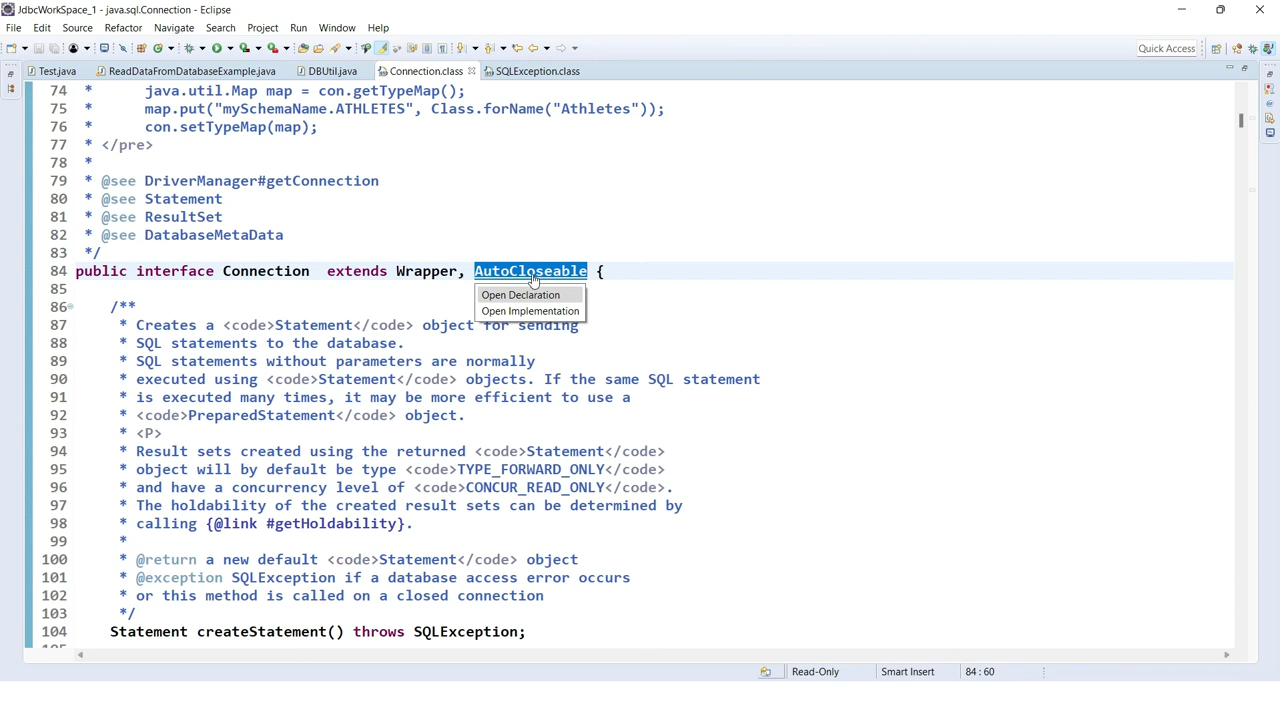 JdbcWorkSpace_1 - java.sql.Connection - Eclipse
File Edit Source Refactor Navigate Search Project Run Window Help
Quick Access
Test.java ReadDataFromDatabaseExample.java DBUtil.java Connection.class SQLException.class
74 * java.util.Map map = con.getTypeMap();
75 * map.put("mySchemaName.ATHLETES", Class.forName("Athletes"));
76 * con.setTypeMap(map);
77 * </pre>
78 *
79 * @see DriverManager#getConnection
80 * @see Statement
81 * @see ResultSet
82 * @see DatabaseMetaData
83 */
84 public interface Connection extends Wrapper, AutoCloseable {
85
Open Declaration
86 /**
Open Implementation
87 * Creates a <code>Statement</code> object for sending
88 * SQL statements to the database.
89 * SQL statements without parameters are normally
90 * executed using <code>Statement</code> objects. If the same SQL statement
91 * is executed many times, it may be more efficient to use a
92 * <code>PreparedStatement</code> object.
93 * <P>
94 * Result sets created using the returned <code>Statement</code>
95 * object will by default be type <code>TYPE_FORWARD_ONLY</code>
96 * and have a concurrency level of <code>CONCUR_READ_ONLY</code>.
97 * The holdability of the created result sets can be determined by
98 * calling {@link #getHoldability}.
99 *
100 * @return a new default <code>Statement</code> object
101 * @exception SQLException if a database access error occurs
102 * or this method is called on a closed connection
103 */
104 Statement createStatement() throws SQLException;
Read-Only Smart Insert 84 : 60